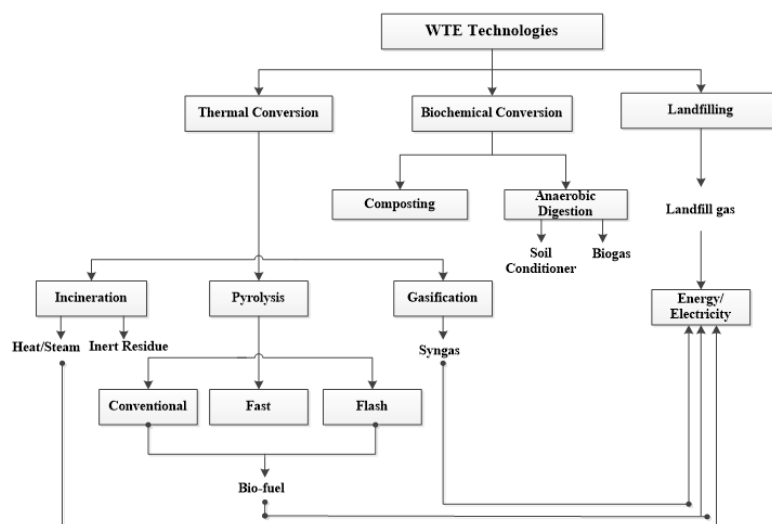 WTE Technologies
Thermal Conversion
Biochemical Conversion
Landfilling
Composting
Anaerobic
Digestion
Landfill gas
Soil
Conditioner
Biogas
Incineration
Pyrolysis
Gasification
Energy/
Electricity
Heat/Steam
Inert Residue
Syngas
Conventional
Fast
Flash
Bio-fuel